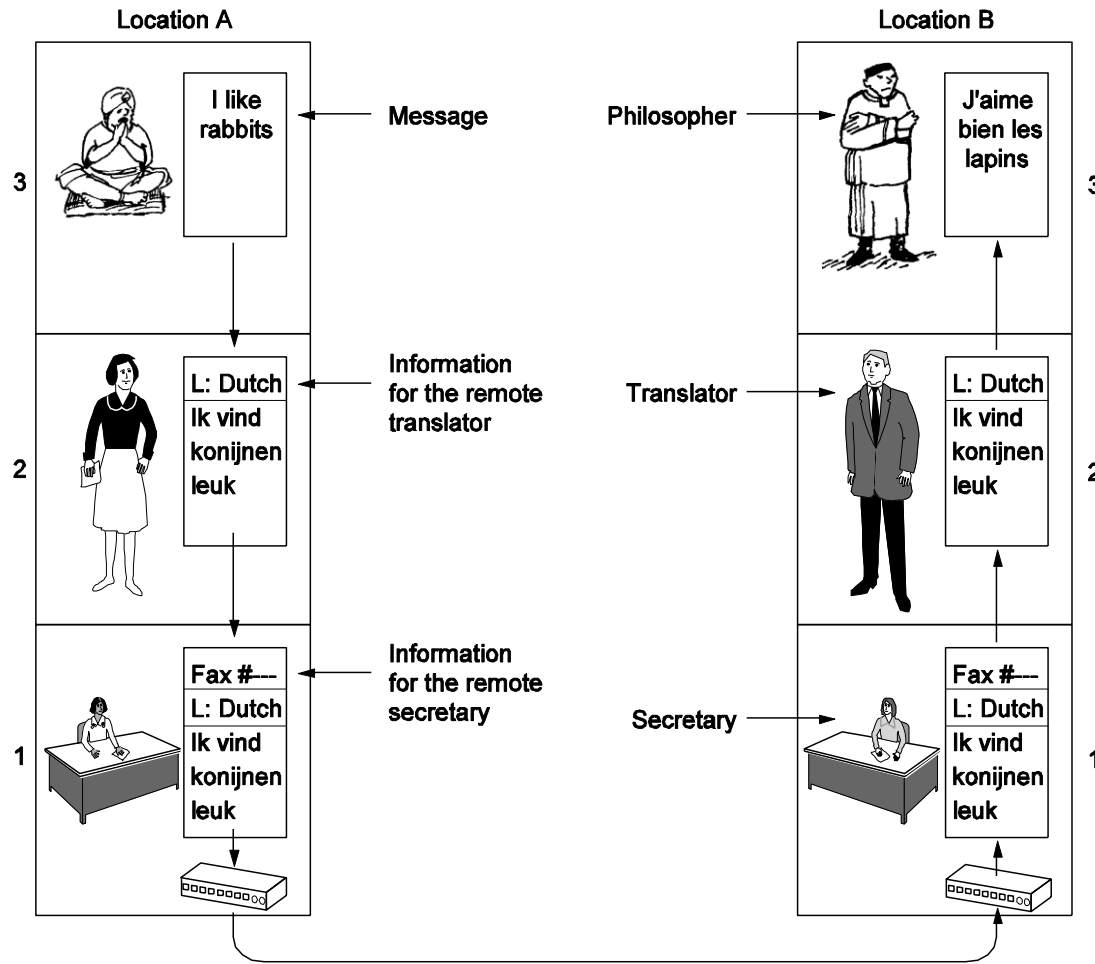 Location A
Location B
I like
rabbits
Message
Philosopher
J'aime
bien les
lapins
3
3
L: Dutch
Ik vind
konijnen
leuk
Information
for the remote
translator
Translator
L: Dutch
Ik vind
konijnen
leuk
2
2
Fax #---
L: Dutch
Ik vind
konijnen
leuk
Information
for the remote
secretary
Secretary
Fax #---
L: Dutch
Ik vind
konijnen
leuk
1
1